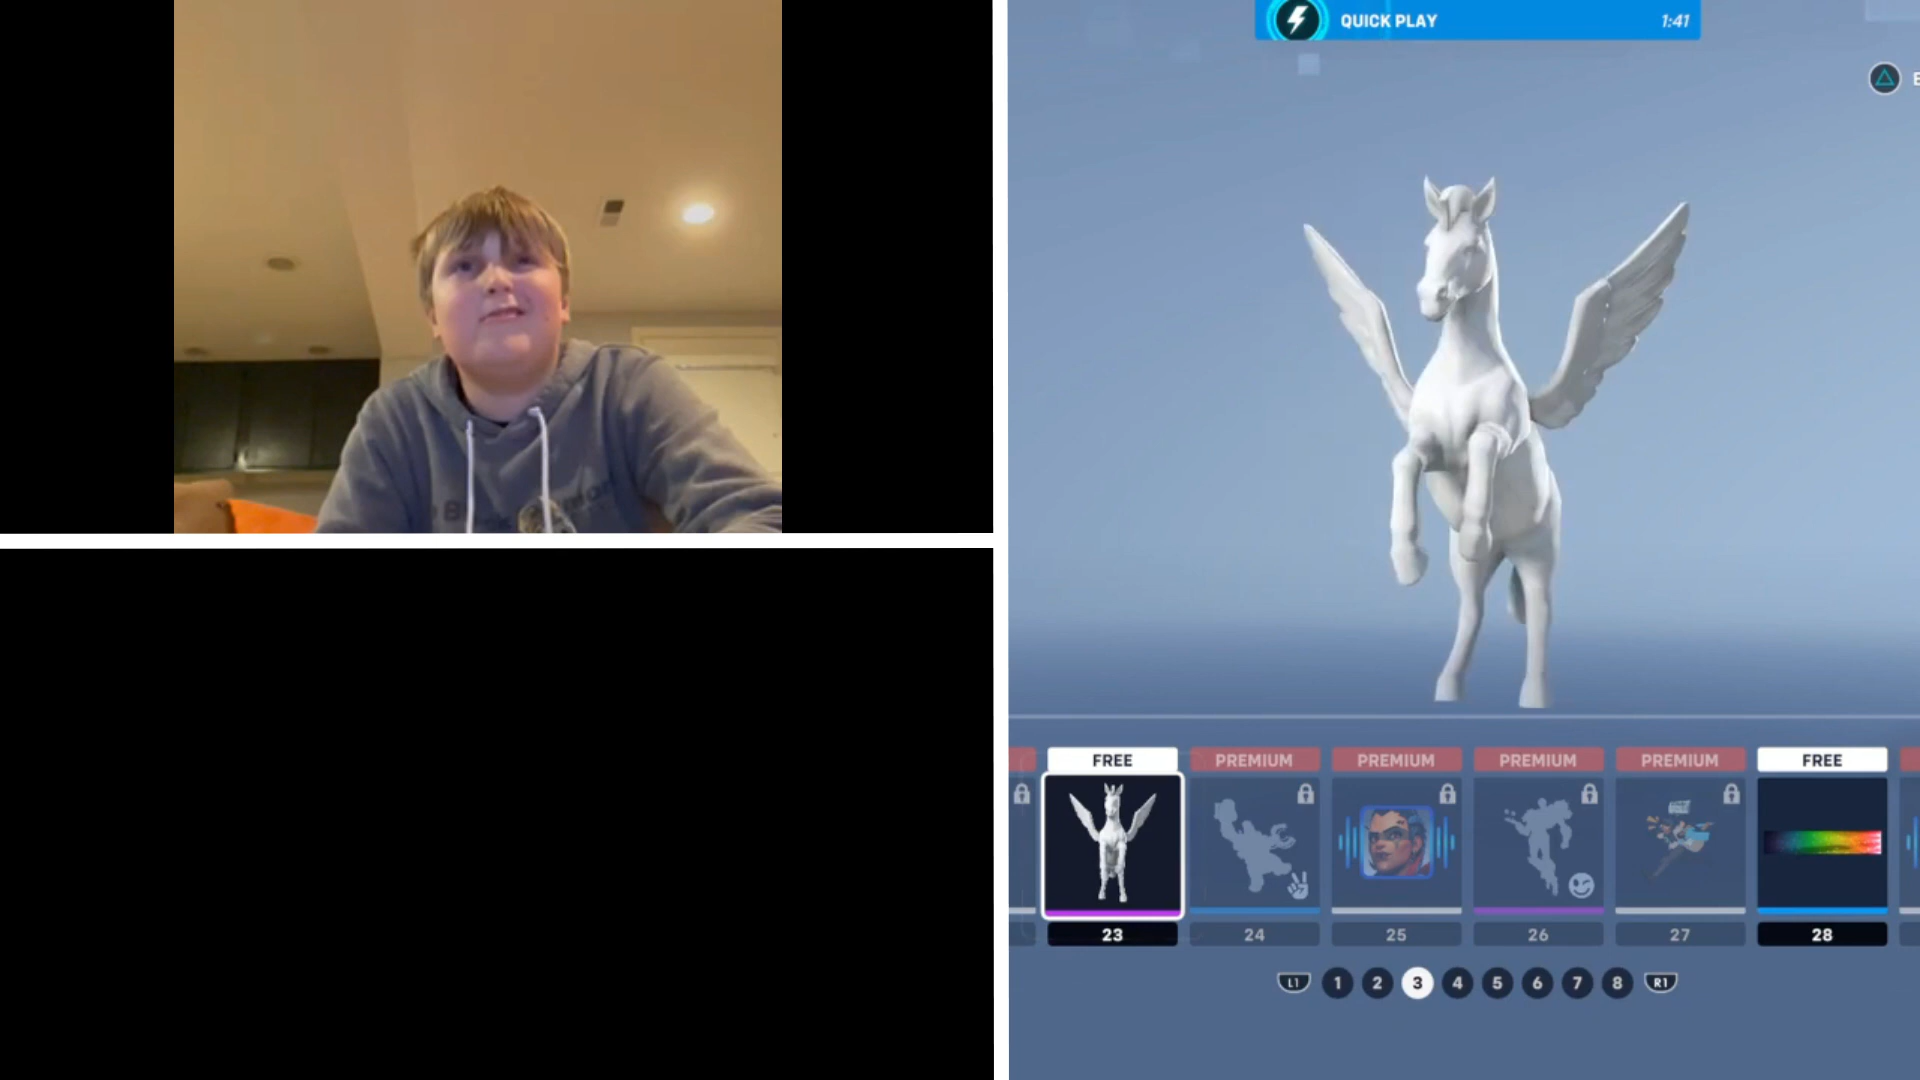 QUICK PLAY 1:41
FREE PREMIUM PREMIUM PREMIUM PREMIUM FREE
23 24 25 26 27 28
L1 1 2 3 4 5 6 7 8 R1